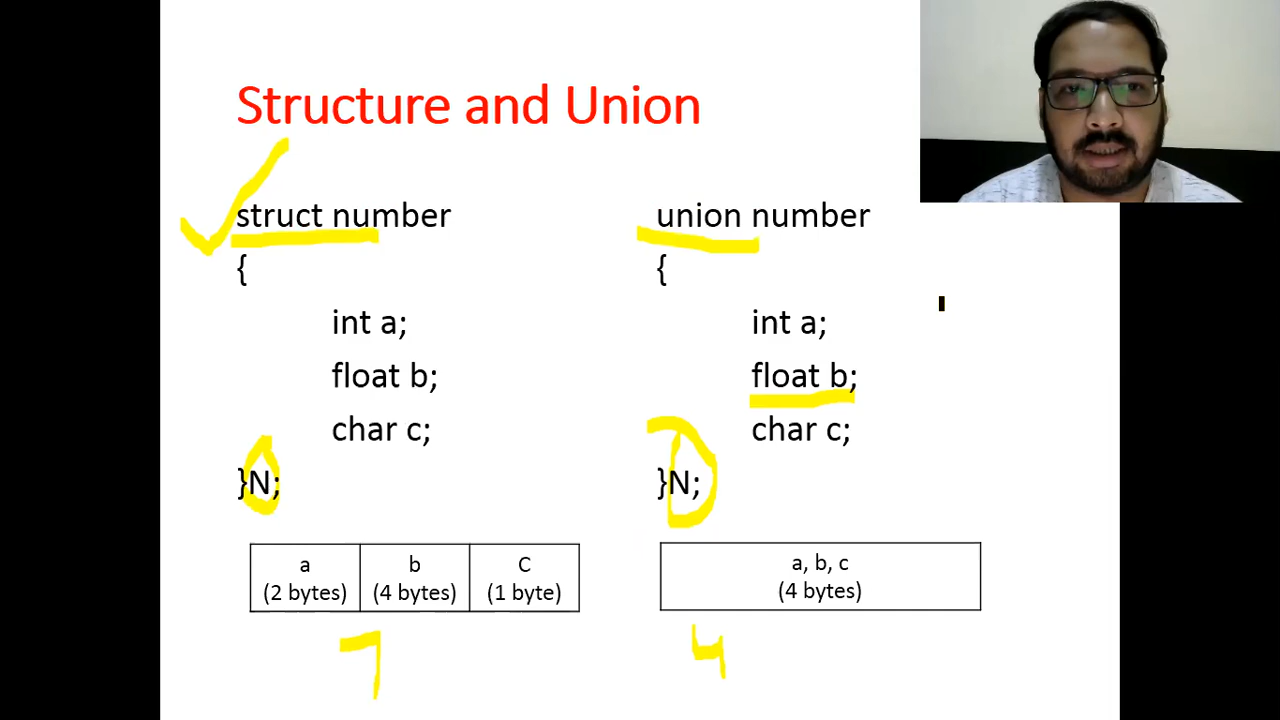 Structure and Union
struct number
{
int a;
float b;
char c;
}N;
a
(2 bytes)
b
(4 bytes)
C
(1 byte)
7
union number
{
int a;
float b;
char c;
}N;
a, b, c
(4 bytes)
4